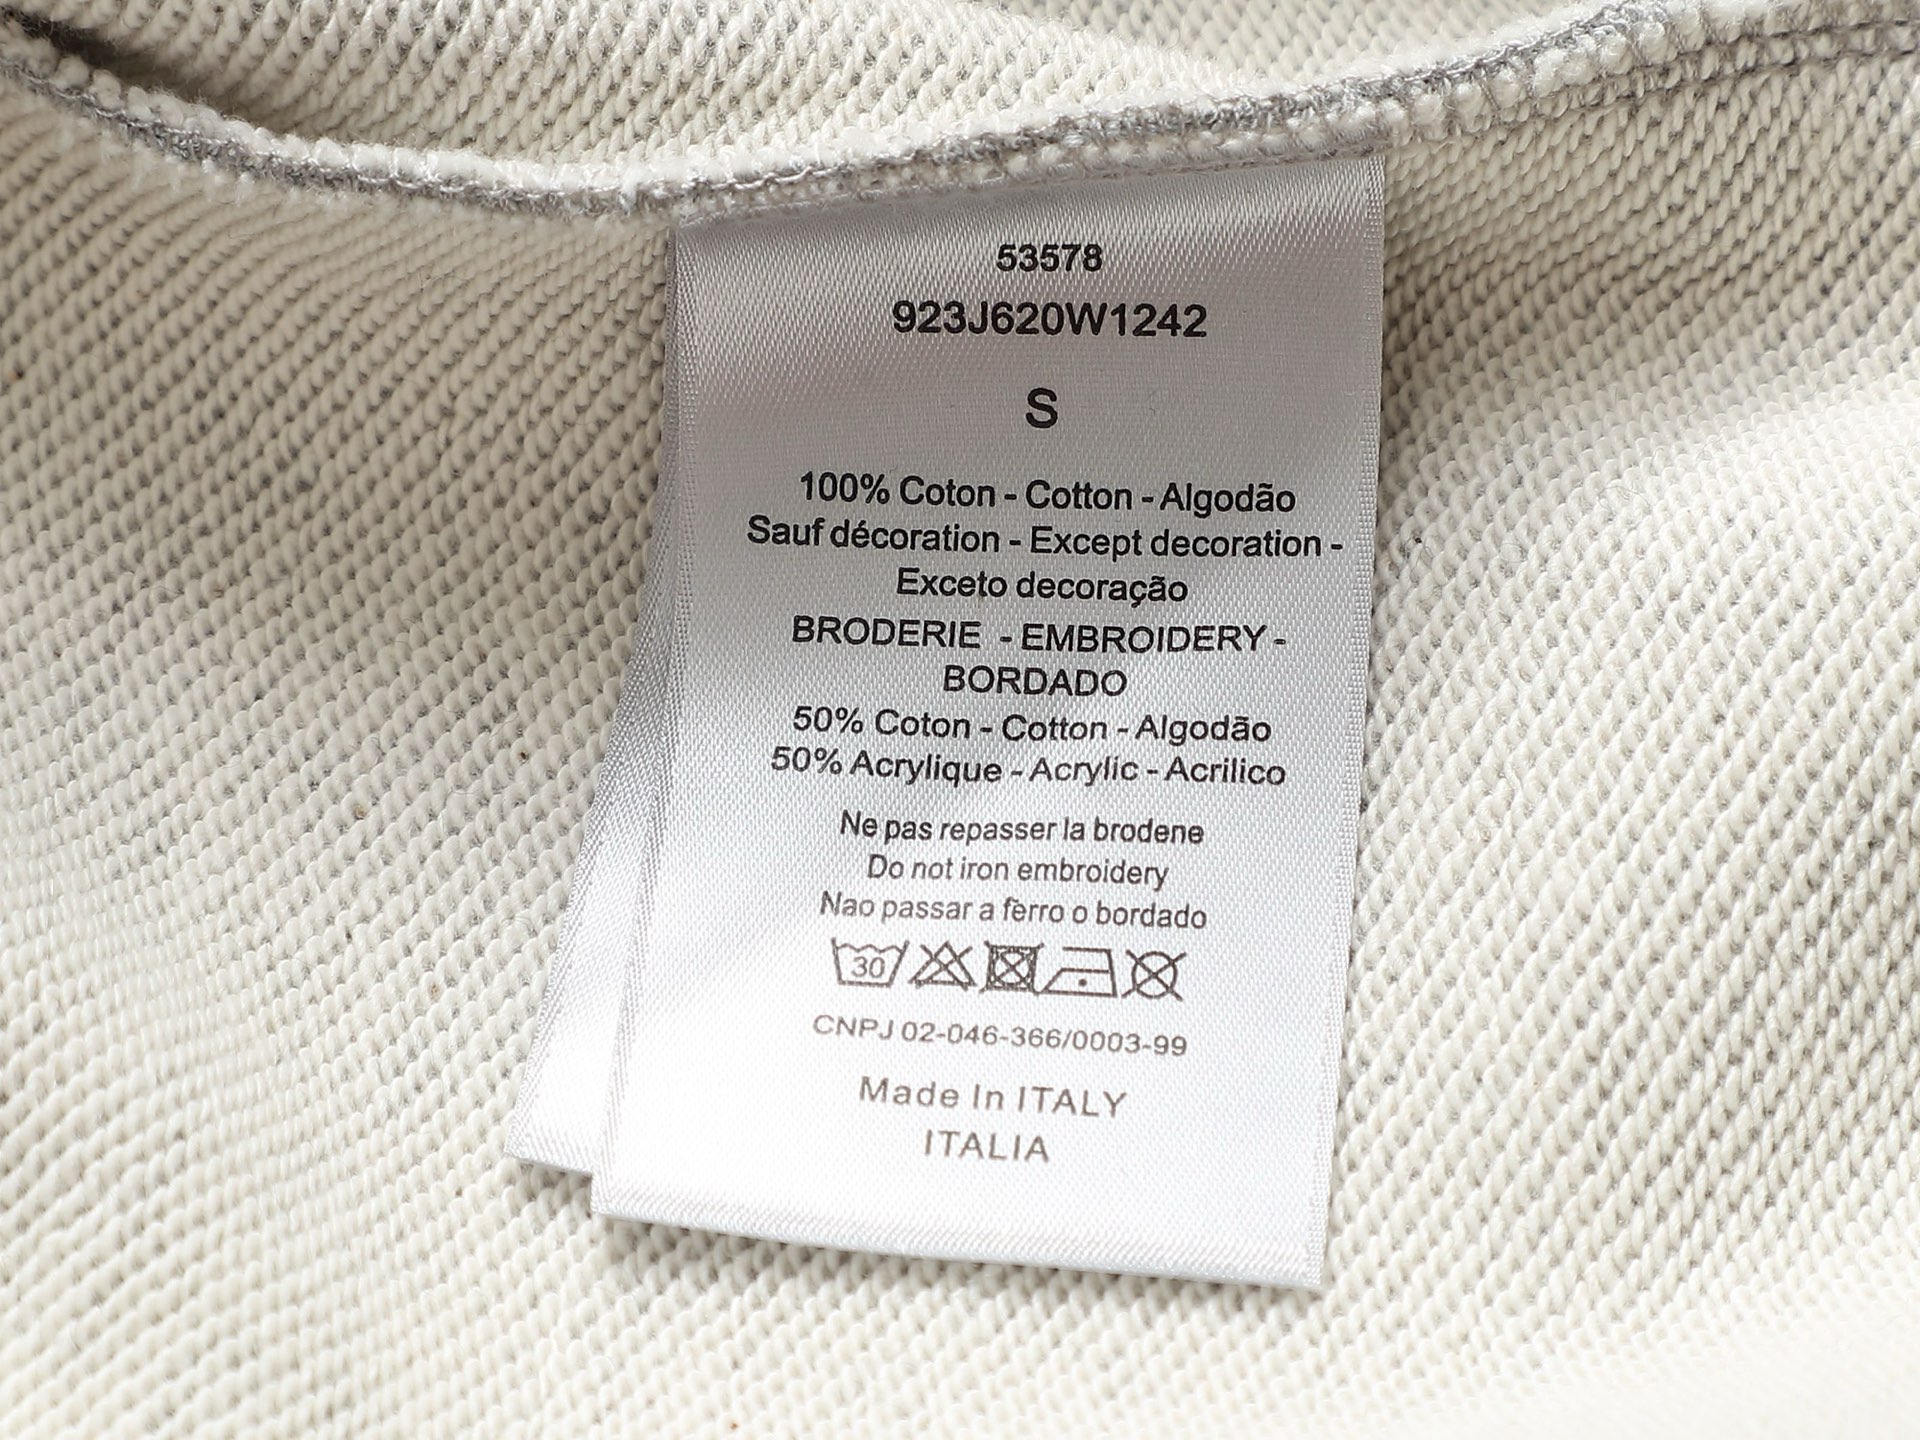 53578
923J620W1242
S
100% Coton - Cotton - Algodão
Sauf décoration - Except decoration -
Exceto decoração
BRODERIE - EMBROIDERY -
BORDADO
50% Coton - Cotton - Algodão
50% Acrylique - Acrylic - Acrilico
Ne pas repasser la brodene
Do not iron embroidery
Nao passar a fèrro o bordado
30
CNPJ 02-046-366/0003-99
Made In ITALY
ITALIA